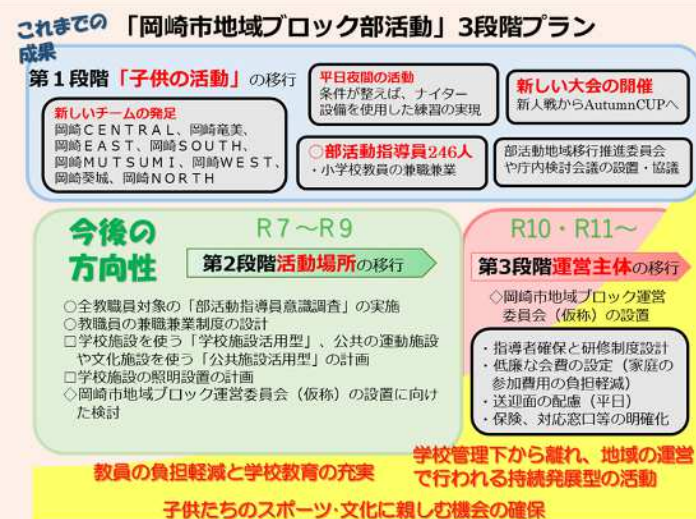 これまでの
成果
「岡崎市地域ブロック部活動」3段階プラン
第1段階「子供の活動」の移行
新しいチームの発足
岡崎CENTRAL、岡崎竜美、
岡崎EAST、岡崎SOUTH、
岡崎MUTSUMI、岡崎WEST、
岡崎葵城、岡崎NORTH
平日夜間の活動
条件が整えば、ナイター
設備を使用した練習の実現
新しい大会の開催
新人戦からAutumnCUPへ
○部活動指導員246人
・小学校教員の兼職兼業
部活動地域移行推進委員会
や庁内検討会議の設置・協議
今後の
方向性
R7～R9
第2段階活動場所の移行
○全教職員対象の「部活動指導員意識調査」の実施
○教職員の兼職兼業制度の設計
□学校施設を使う「学校施設活用型」、公共の運動施設
や文化施設を使う「公共施設活用型」の計画
□学校施設の照明設置の計画
◇岡崎市地域ブロック運営委員会（仮称）の設置に向け
た検討
R10・R11～
第3段階運営主体の移行
◇岡崎市地域ブロック運営
委員会（仮称）の設置
・指導者確保と研修制度設計
・低廉な会費の設定（家庭の
参加費用の負担軽減）
・送迎面の配慮（平日）
・保険、対応窓口等の明確化
教員の負担軽減と学校教育の充実
学校管理下から離れ、地域の運営
で行われる持続発展型の活動
子供たちのスポーツ・文化に親しむ機会の確保